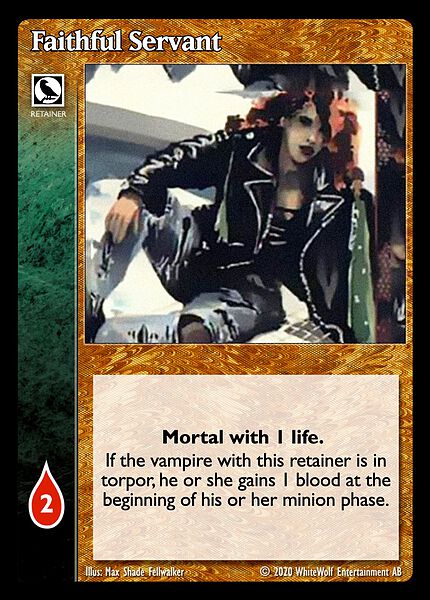 Faithful Servant
RETAINER
Mortal with 1 life.
If the vampire with this retainer is in
torpor, he or she gains 1 blood at the
beginning of his or her minion phase.
2
Illus: Max Shade Fellwalker
© 2020 WhiteWolf Entertainment AB